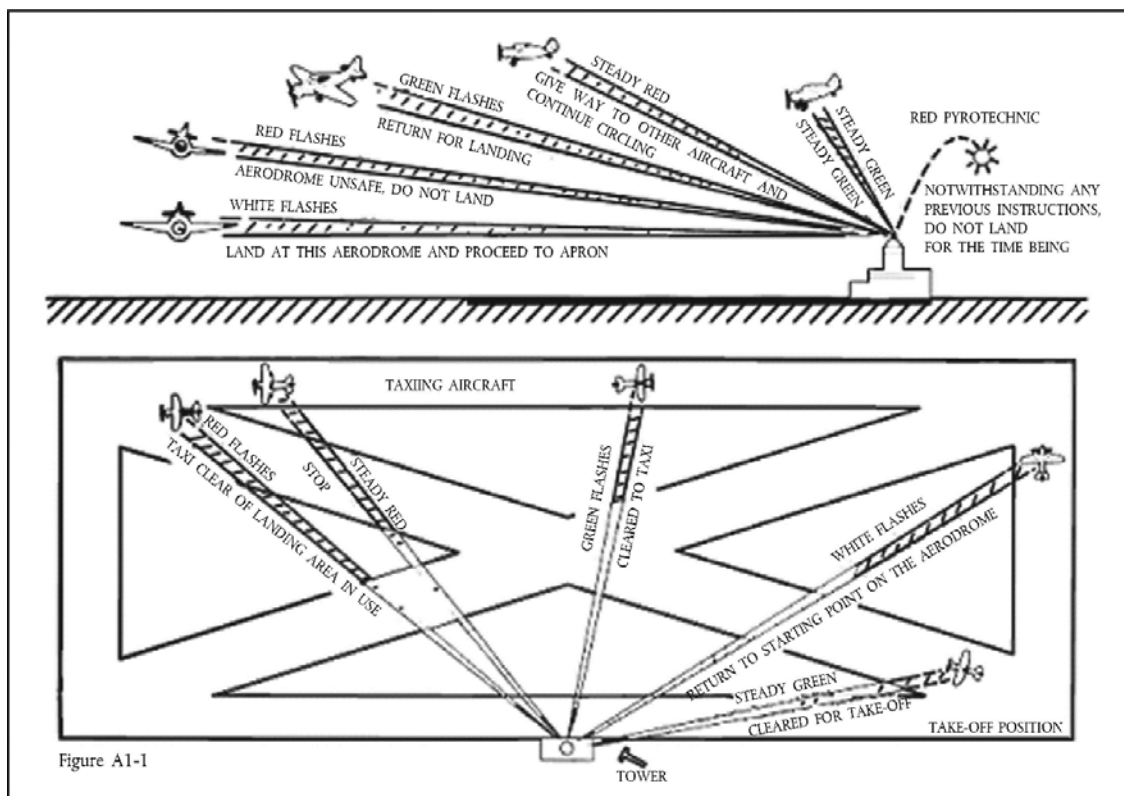 STEADY RED
GIVE WAY TO OTHER AIRCRAFT AND
CONTINUE CIRCLING
GREEN FLASHES
RETURN FOR LANDING
STEADY GREEN
STEADY GREEN
RED PYROTECHNIC
RED FLASHES
AERODROME UNSAFE, DO NOT LAND
NOTWITHSTANDING ANY
PREVIOUS INSTRUCTIONS,
DO NOT LAND
FOR THE TIME BEING
WHITE FLASHES
LAND AT THIS AERODROME AND PROCEED TO APRON
TAXIING AIRCRAFT
RED FLASHES
TAXI CLEAR OF LANDING AREA IN USE
STOP
STEADY RED
GREEN FLASHES
CLEARED TO TAXI
WHITE FLASHES
RETURN TO STARTING POINT ON THE AERODROME
STEADY GREEN
CLEARED FOR TAKE-OFF
TAKE-OFF POSITION
Figure A1-1
TOWER